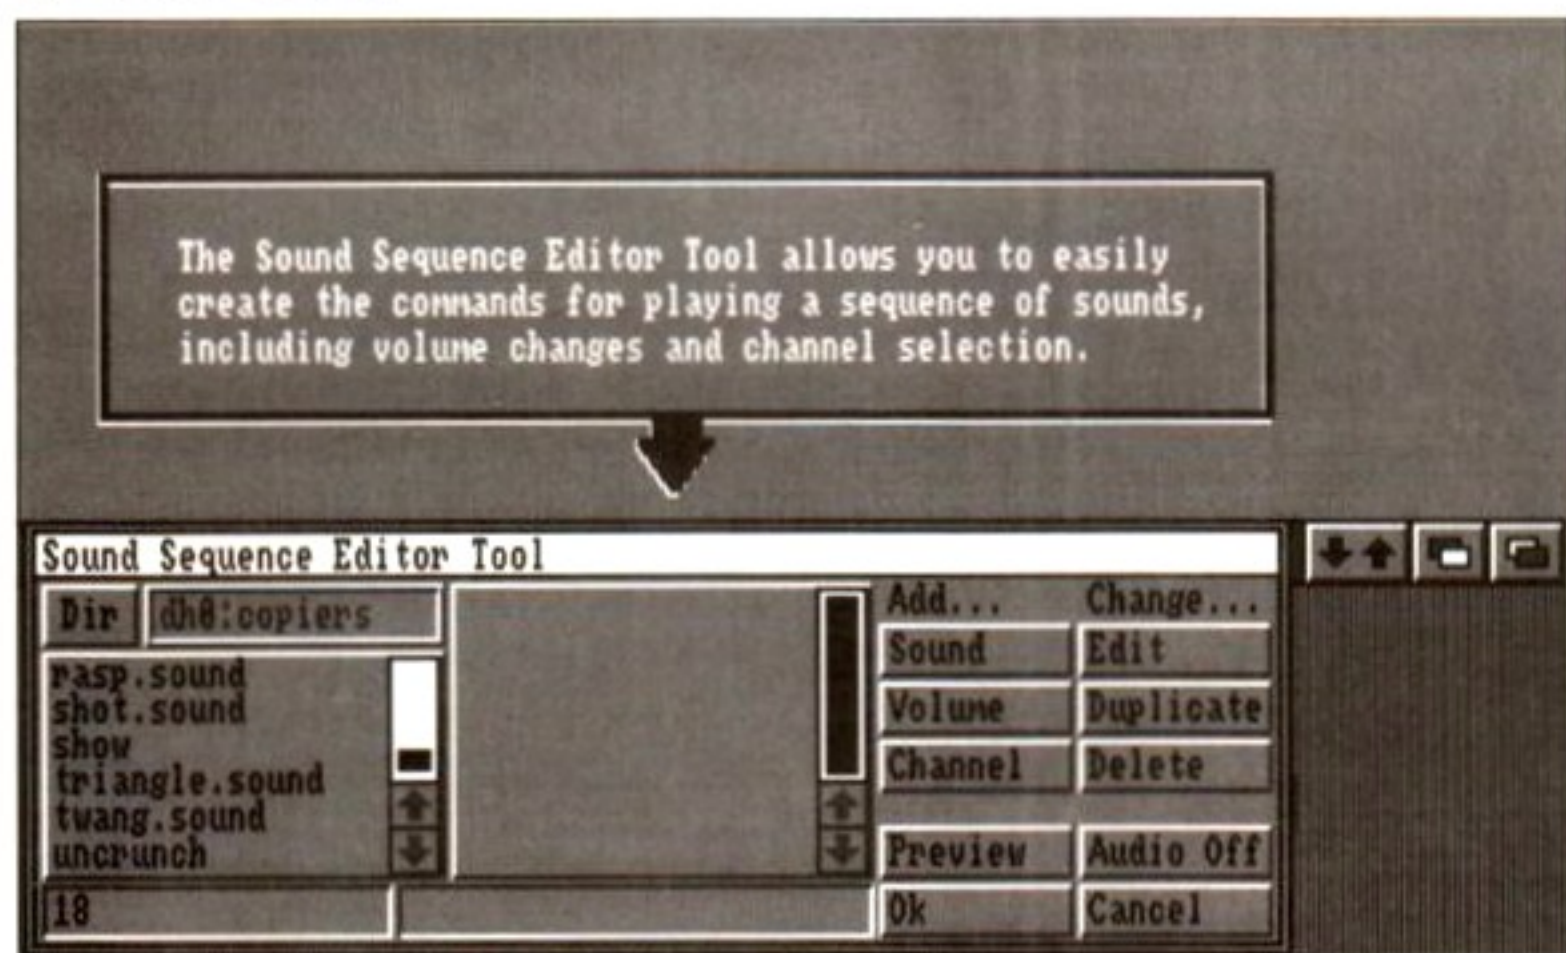 The Sound Sequence Editor Tool allows you to easily
create the commands for playing a sequence of sounds,
including volume changes and channel selection.
Sound Sequence Editor Tool
Dir dh0:copiers
rasp.sound
shot.sound
show
triangle.sound
twang.sound
uncrunch
18
Add... Change...
Sound Edit
Volume Duplicate
Channel Delete
Preview Audio Off
Ok Cancel